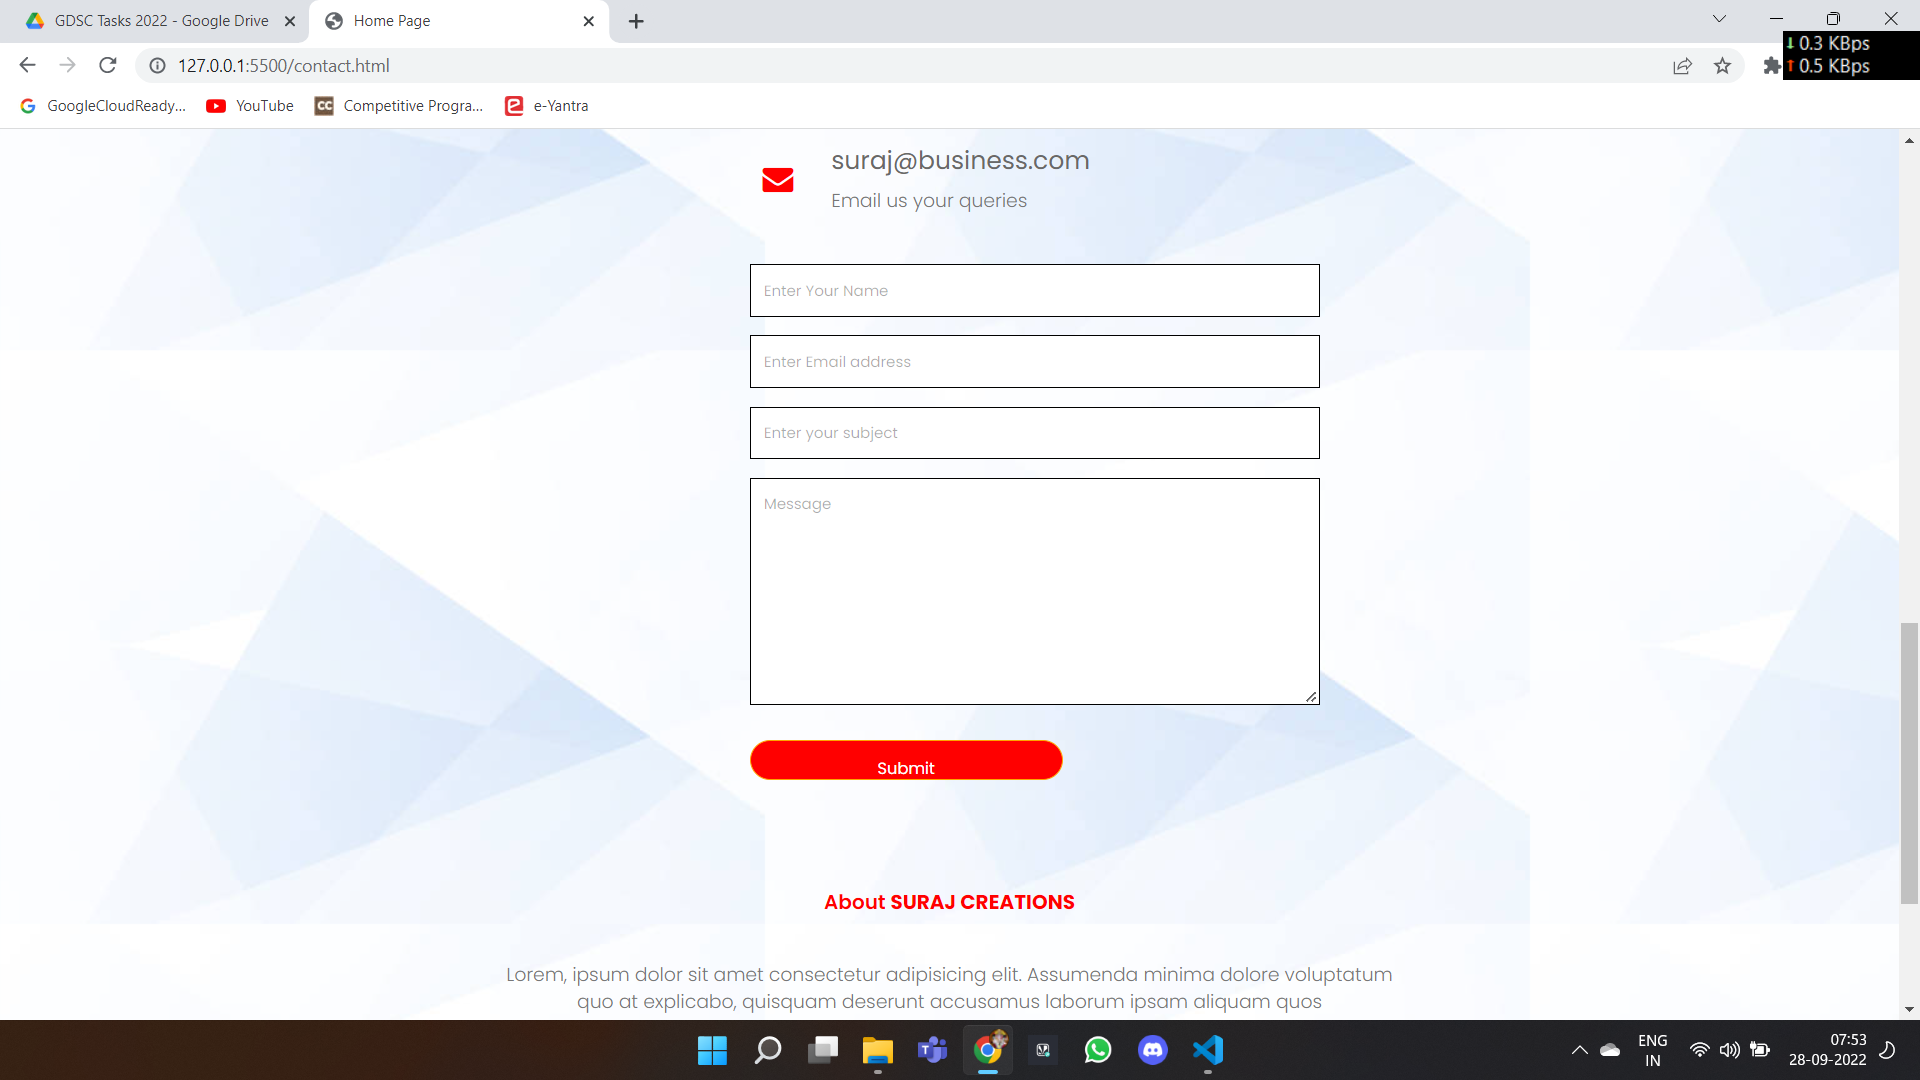 GDSC Tasks 2022 - Google Drive
Home Page
0.3 KBps
0.5 KBps
127.0.0.1:5500/contact.html
GoogleCloudReady...
YouTube
CC
Competitive Progra...
e-Yantra
suraj@business.com
Email us your queries
Enter Your Name
Enter Email address
Enter your subject
Message
Submit
About SURAJ CREATIONS
Lorem, ipsum dolor sit amet consectetur adipisicing elit. Assumenda minima dolore voluptatum
quo at explicabo, quisquam deserunt accusamus laborum ipsam aliquam quos
ENG
IN
07:53
28-09-2022